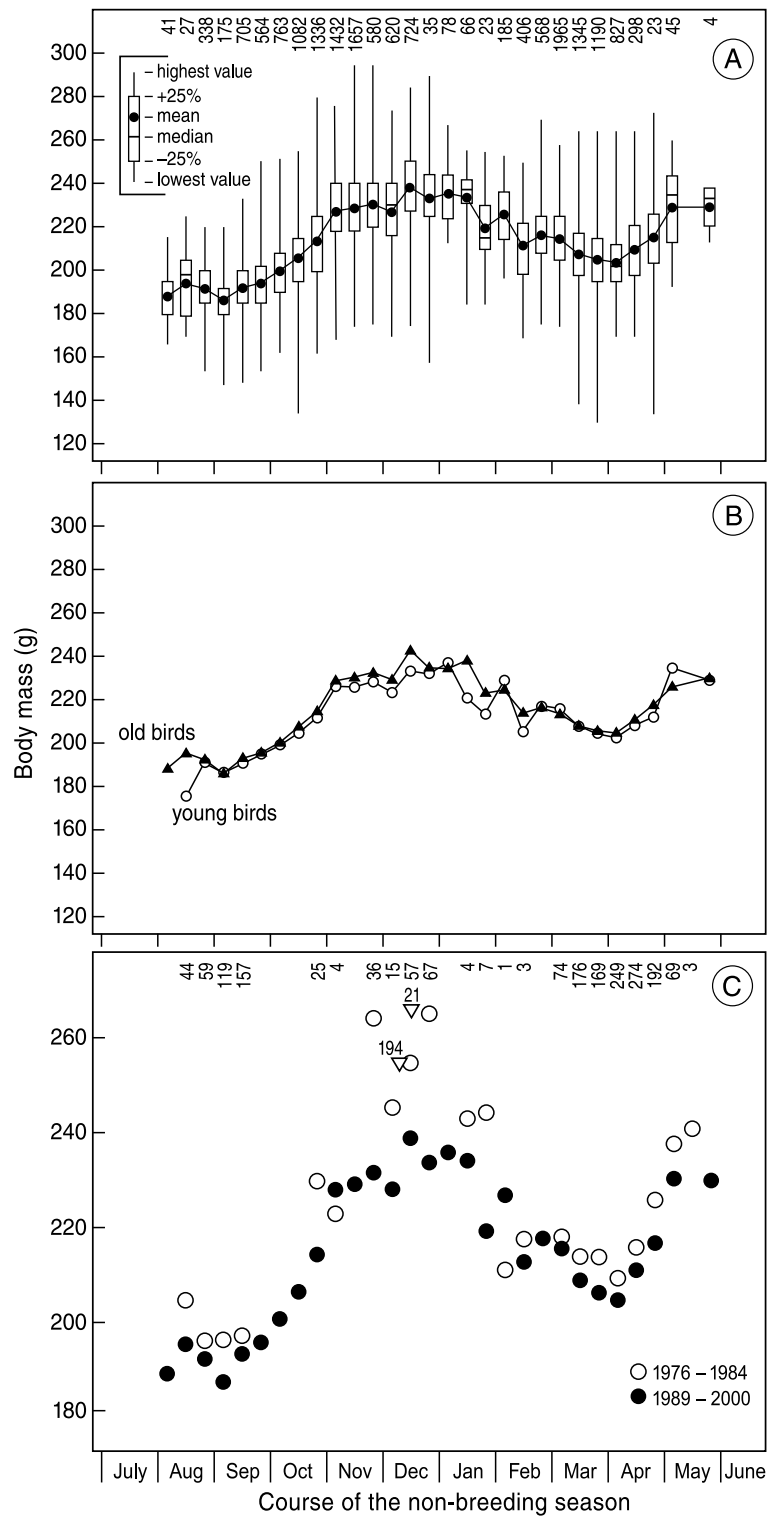 41 27 338 175 705 564 763 1082 1336 1432 1657 580 620 724 35 78 66 23 185 406 568 1965 1345 1190 827 298 23 45 4
A
300
280
260
240
220
200
180
160
140
120
highest value
+25%
mean
median
–25%
lowest value
B
300
280
260
240
220
200
180
160
140
120
old birds
young birds
Body mass (g)
44 59 119 157 25 4 36 15 57 67 4 7 1 3 74 176 169 249 274 192 69 3
C
21
194
260
240
220
200
180
1976 – 1984
1989 – 2000
July Aug Sep Oct Nov Dec Jan Feb Mar Apr May June
Course of the non-breeding season